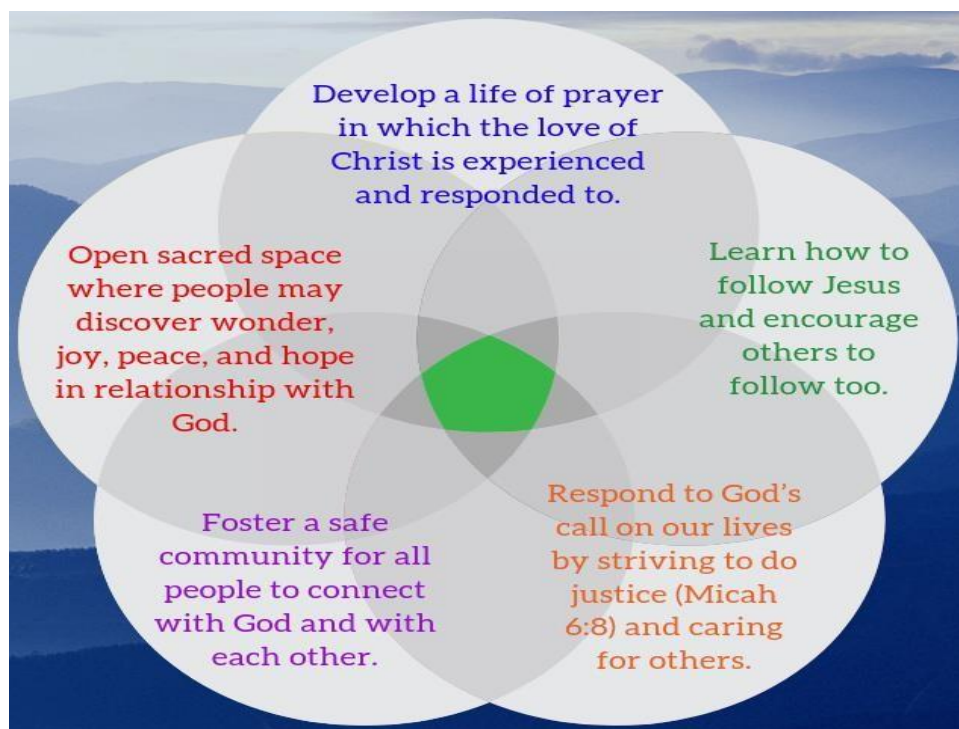 Develop a life of prayer
in which the love of
Christ is experienced
and responded to.
Open sacred space
where people may
discover wonder,
joy, peace, and hope
in relationship with
God.
Learn how to
follow Jesus
and encourage
others to
follow too.
Foster a safe
community for all
people to connect
with God and with
each other.
Respond to God’s
call on our lives
by striving to do
justice (Micah
6:8) and caring
for others.